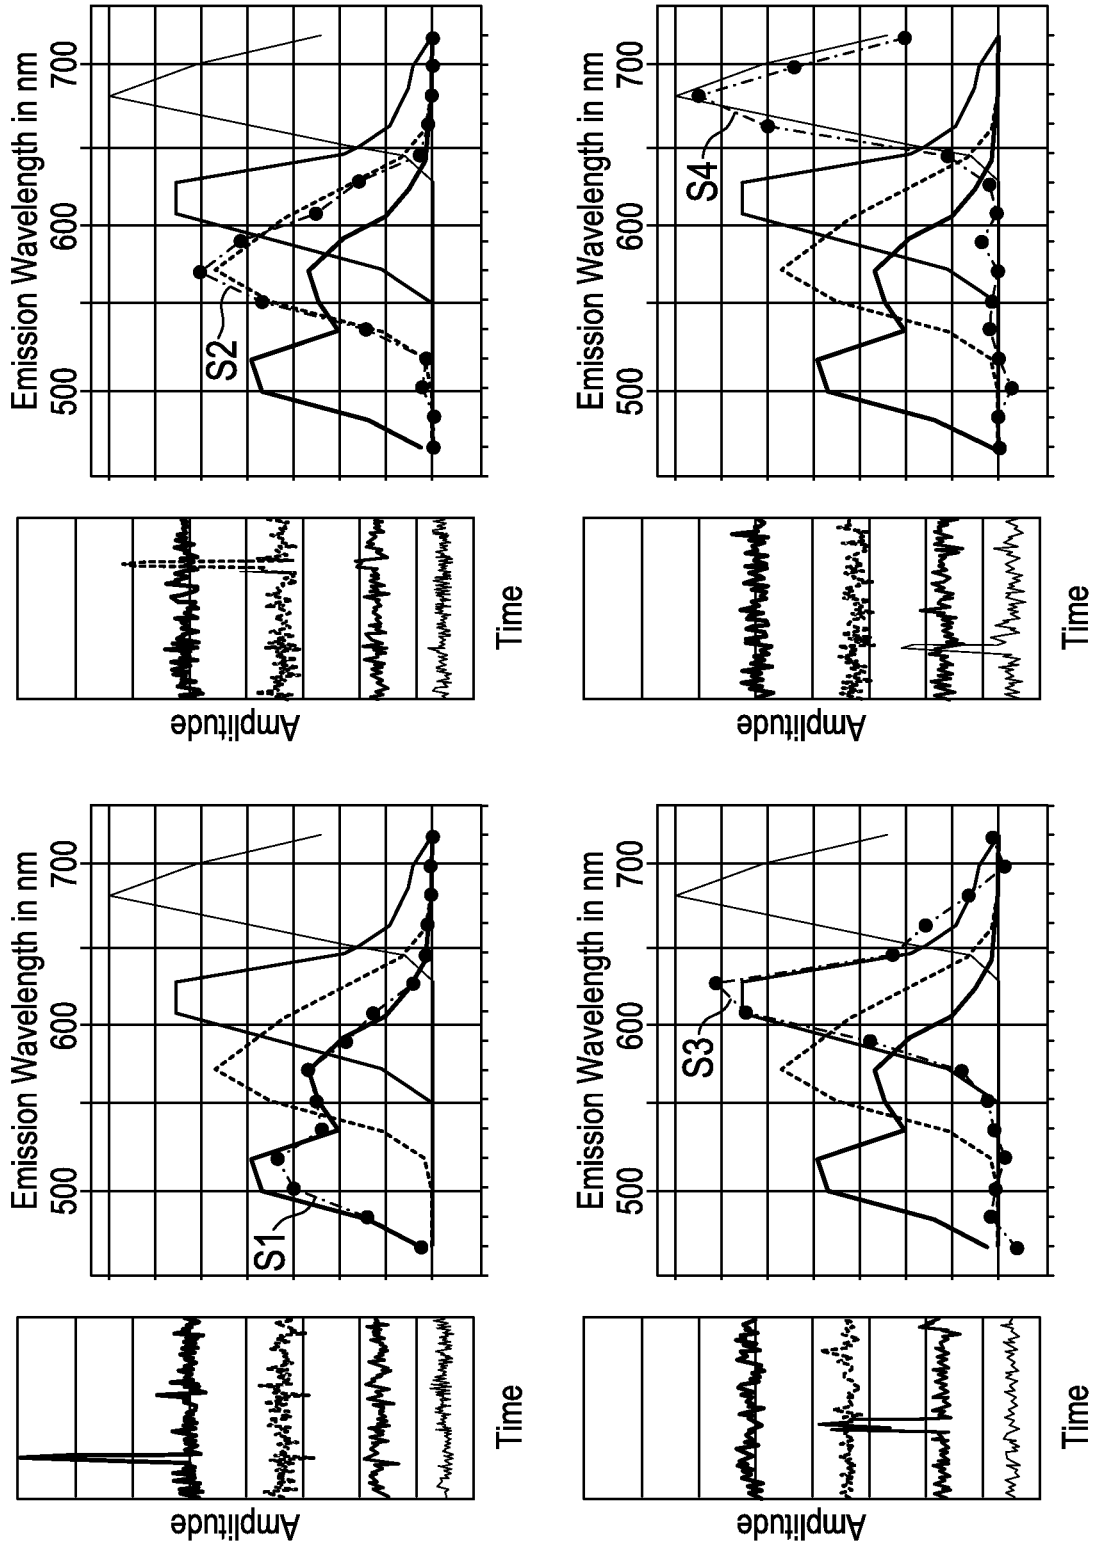 Emission Wavelength in nm
500 600 700
S1
Amplitude
Time
Emission Wavelength in nm
500 600 700
S2
Amplitude
Time
Emission Wavelength in nm
500 600 700
S3
Amplitude
Time
Emission Wavelength in nm
500 600 700
S4
Amplitude
Time